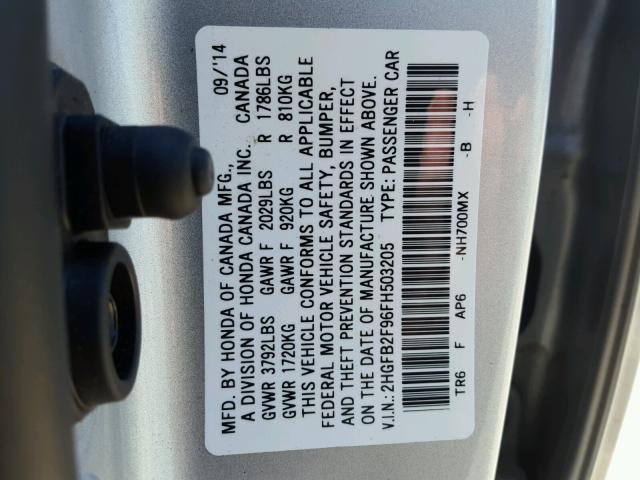 MFD. BY HONDA OF CANADA MFG., 09/'14
A DIVISION OF HONDA CANADA INC. CANADA
GVWR 3792LBS GAWR F 2029LBS R 1786LBS
GVWR 1720KG GAWR F 920KG R 810KG
THIS VEHICLE CONFORMS TO ALL APPLICABLE
FEDERAL MOTOR VEHICLE SAFETY, BUMPER,
AND THEFT PREVENTION STANDARDS IN EFFECT
ON THE DATE OF MANUFACTURE SHOWN ABOVE.
V.I.N.: 2HGFB2F96FH503205 TYPE: PASSENGER CAR
TR6 F AP6 -NH700MX -B -H